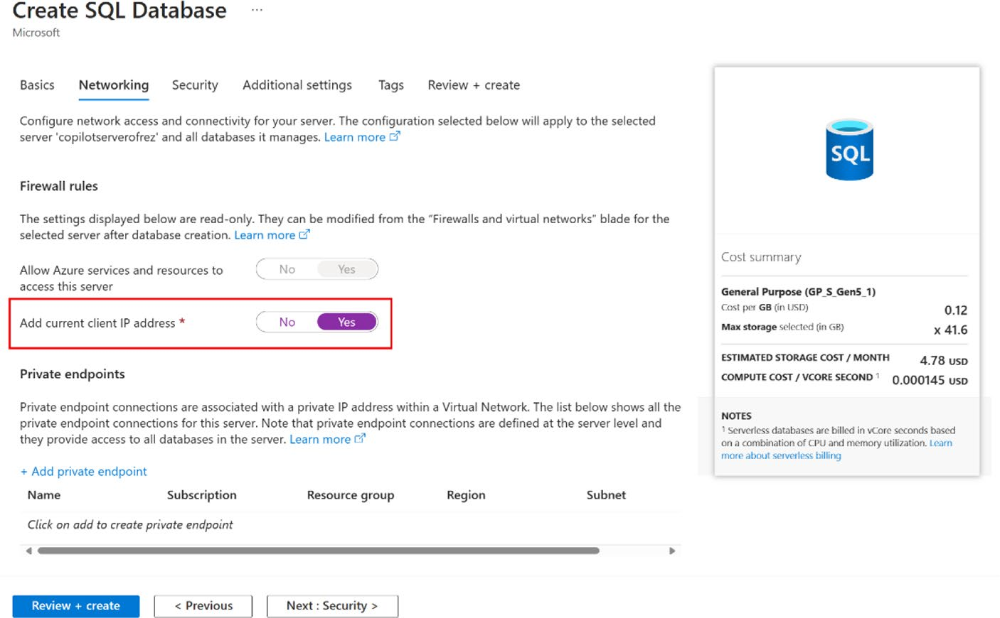 Create SQL Database ...
Microsoft
Basics Networking Security Additional settings Tags Review + create
Configure network access and connectivity for your server. The configuration selected below will apply to the selected
server 'copilotserverofrez' and all databases it manages. Learn more
Firewall rules
The settings displayed below are read-only. They can be modified from the “Firewalls and virtual networks” blade for the
selected server after database creation. Learn more
Allow Azure services and resources to
access this server
No Yes
Add current client IP address *
No Yes
Private endpoints
Private endpoint connections are associated with a private IP address within a Virtual Network. The list below shows all the
private endpoint connections for this server. Note that private endpoint connections are defined at the server level and
they provide access to all databases in the server. Learn more
+ Add private endpoint
Name Subscription Resource group Region Subnet
Click on add to create private endpoint
Review + create < Previous Next : Security >
SQL
Cost summary
General Purpose (GP_S_Gen5_1)
Cost per GB (in USD) 0.12
Max storage selected (in GB) x 41.6
ESTIMATED STORAGE COST / MONTH 4.78 USD
COMPUTE COST / VCORE SECOND 1 0.000145 USD
NOTES
1 Serverless databases are billed in vCore seconds based
on a combination of CPU and memory utilization. Learn
more about serverless billing